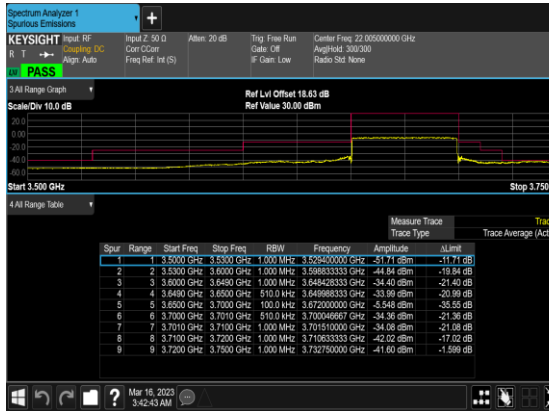 Spectrum Analyzer 1
Spurious Emissions
KEYSIGHT Input: RF Input Z: 50 Ω Atten: 20 dB Trig: Free Run Center Freq: 22.005000000 GHz
R T Coupling: DC Corr CCorr Gate: Off Avg|Hold: 300/300
Align: Auto Freq Ref: Int (S) IF Gain: Low Radio Std: None
PASS
3 All Range Graph
Ref Lvl Offset 18.63 dB
Scale/Div 10.0 dB Ref Value 30.00 dBm
20.0
0.00
-20.0
-40.0
-60.0
Start 3.500 GHz Stop 3.750
4 All Range Table
Measure Trace Trac
Trace Type Trace Average (Act
Spur Range Start Freq Stop Freq RBW Frequency Amplitude ΔLimit
1 1 3.5000 GHz 3.5300 GHz 1.000 MHz 3.529400000 GHz -51.71 dBm -11.71 dB
2 2 3.5300 GHz 3.6000 GHz 1.000 MHz 3.598833333 GHz -44.84 dBm -19.84 dB
3 3 3.6000 GHz 3.6490 GHz 1.000 MHz 3.648428333 GHz -34.40 dBm -21.40 dB
4 4 3.6490 GHz 3.6500 GHz 510.0 kHz 3.649988333 GHz -33.99 dBm -20.99 dB
5 5 3.6500 GHz 3.7000 GHz 100.0 kHz 3.672000000 GHz -5.548 dBm -35.55 dB
6 6 3.7000 GHz 3.7010 GHz 510.0 kHz 3.700046667 GHz -34.36 dBm -21.36 dB
7 7 3.7010 GHz 3.7100 GHz 1.000 MHz 3.701510000 GHz -34.08 dBm -21.08 dB
8 8 3.7100 GHz 3.7200 GHz 1.000 MHz 3.710633333 GHz -42.02 dBm -17.02 dB
9 9 3.7200 GHz 3.7500 GHz 1.000 MHz 3.732750000 GHz -41.60 dBm -1.599 dB
Mar 16, 2023
3:42:43 AM